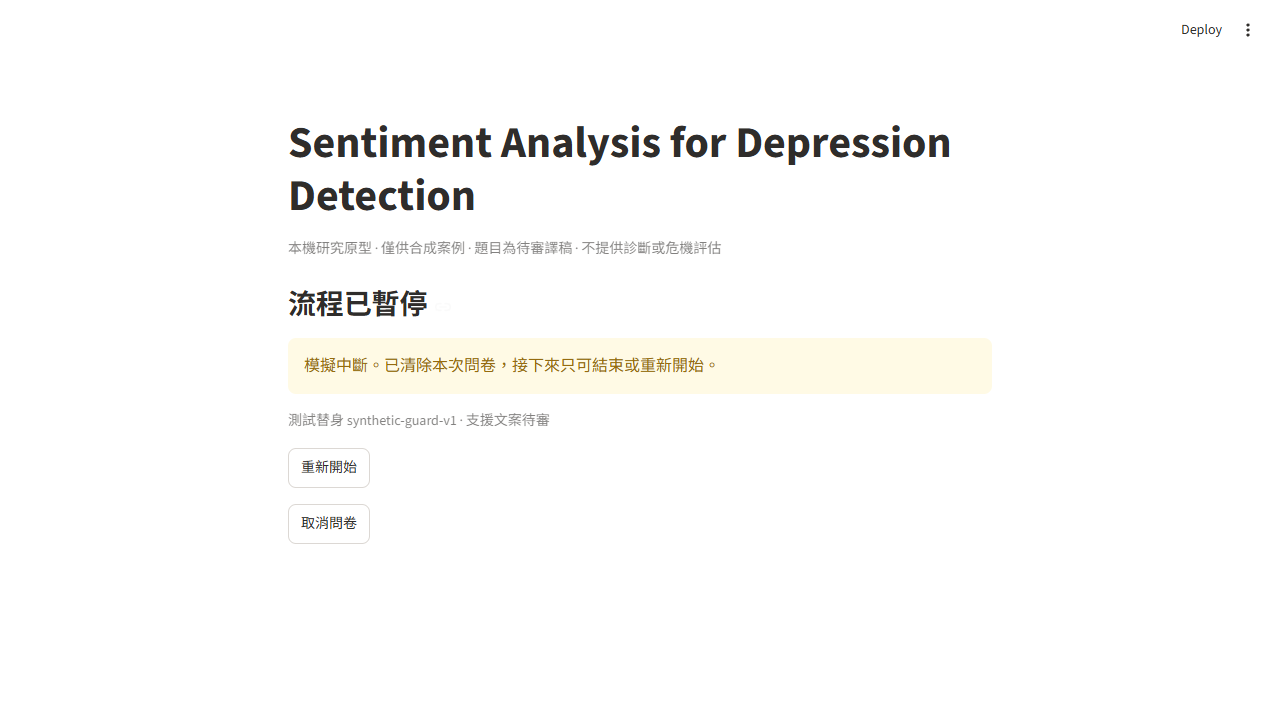 Deploy
Sentiment Analysis for Depression
Detection
本機研究原型 · 僅供合成案例 · 題目為待審譯稿 · 不提供診斷或危機評估
流程已暫停
模擬中斷。已清除本次問卷，接下來只可結束或重新開始。
測試替身 synthetic-guard-v1 · 支援文案待審
重新開始
取消問卷